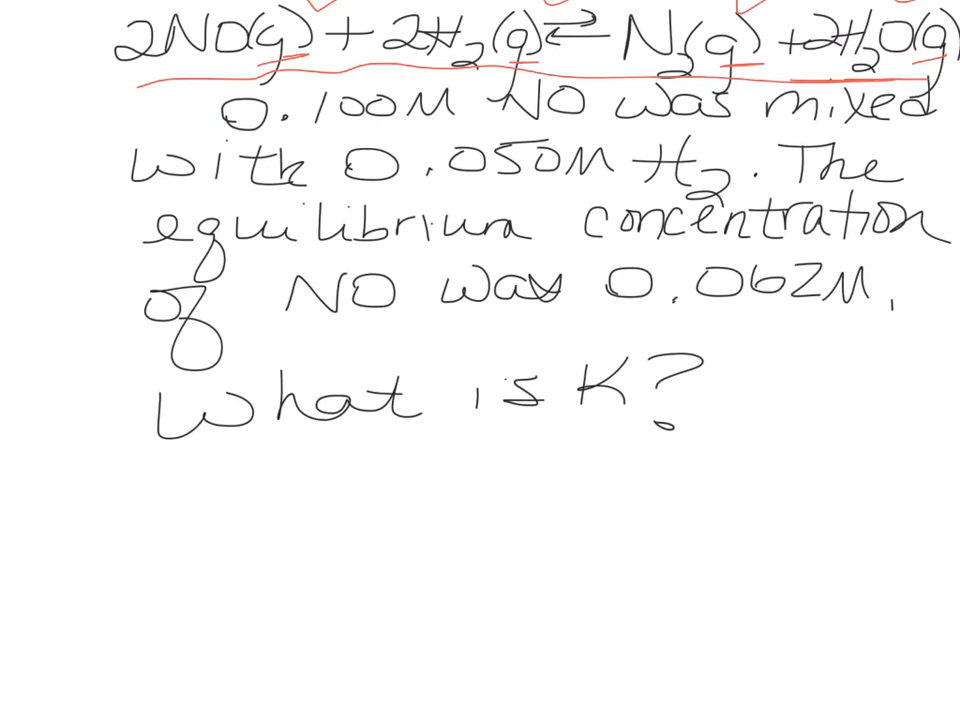 2NO(g) + 2H₂(g) ⇌ N₂(g) + 2H₂O(g)
0.100M NO was mixed
with 0.050M H₂. The
equilibrium concentration
of NO was 0.062M.
What is K?